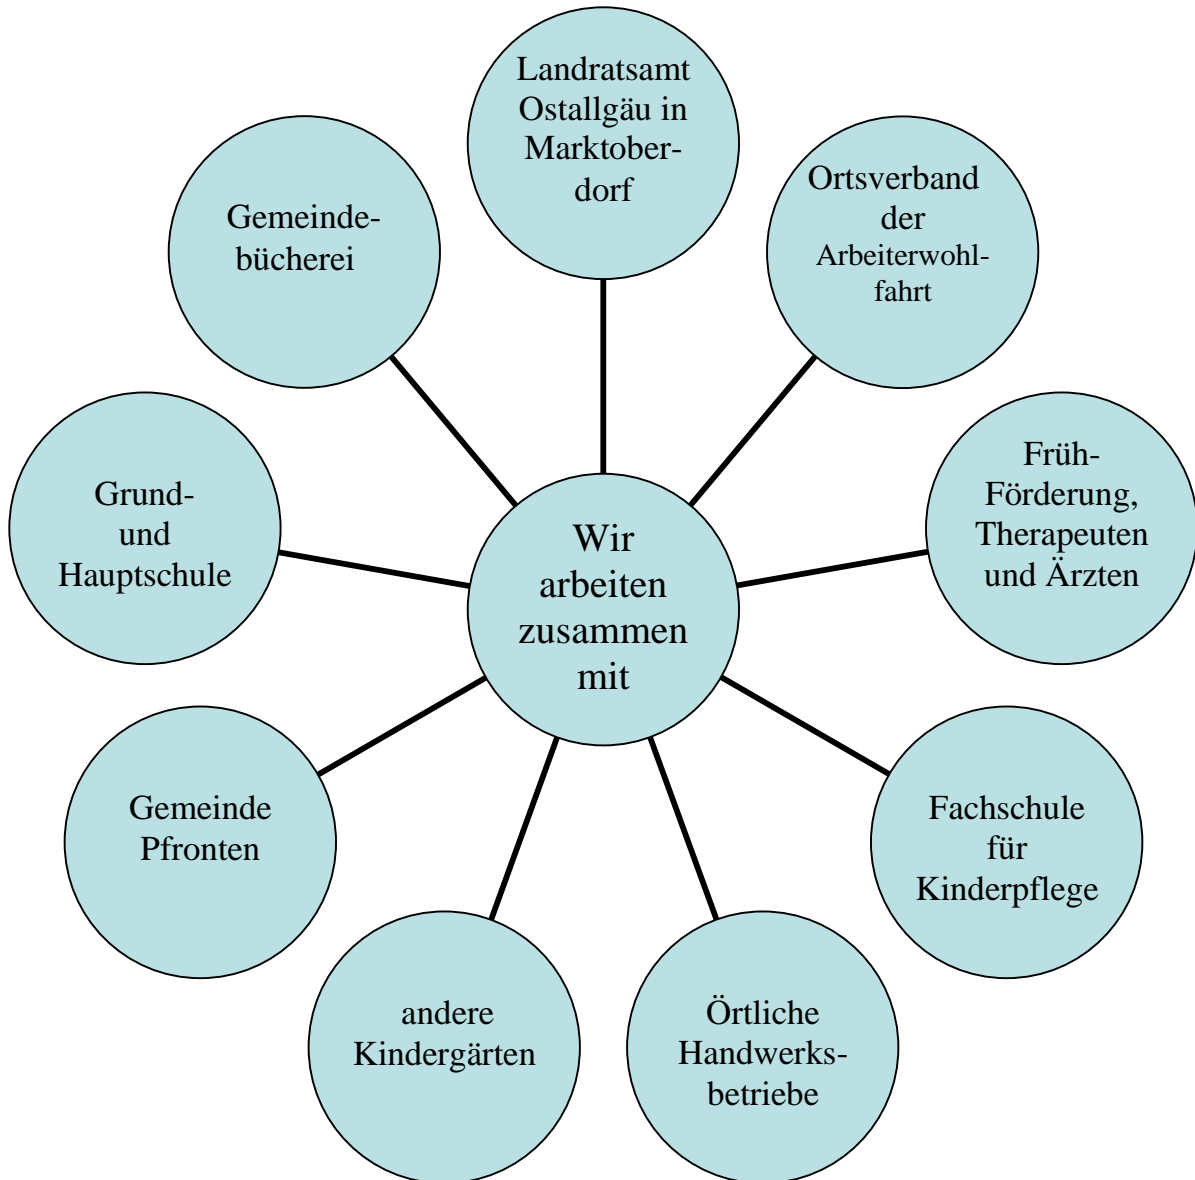 Landratsamt
Ostallgäu in
Marktober-
dorf
Ortsverband
der
Arbeiterwohl-
fahrt
Gemeinde-
bücherei
Früh-
Förderung,
Therapeuten
und Ärzten
Grund-
und
Hauptschule
Wir
arbeiten
zusammen
mit
Gemeinde
Pfronten
Fachschule
für
Kinderpflege
andere
Kindergärten
Örtliche
Handwerks-
betriebe